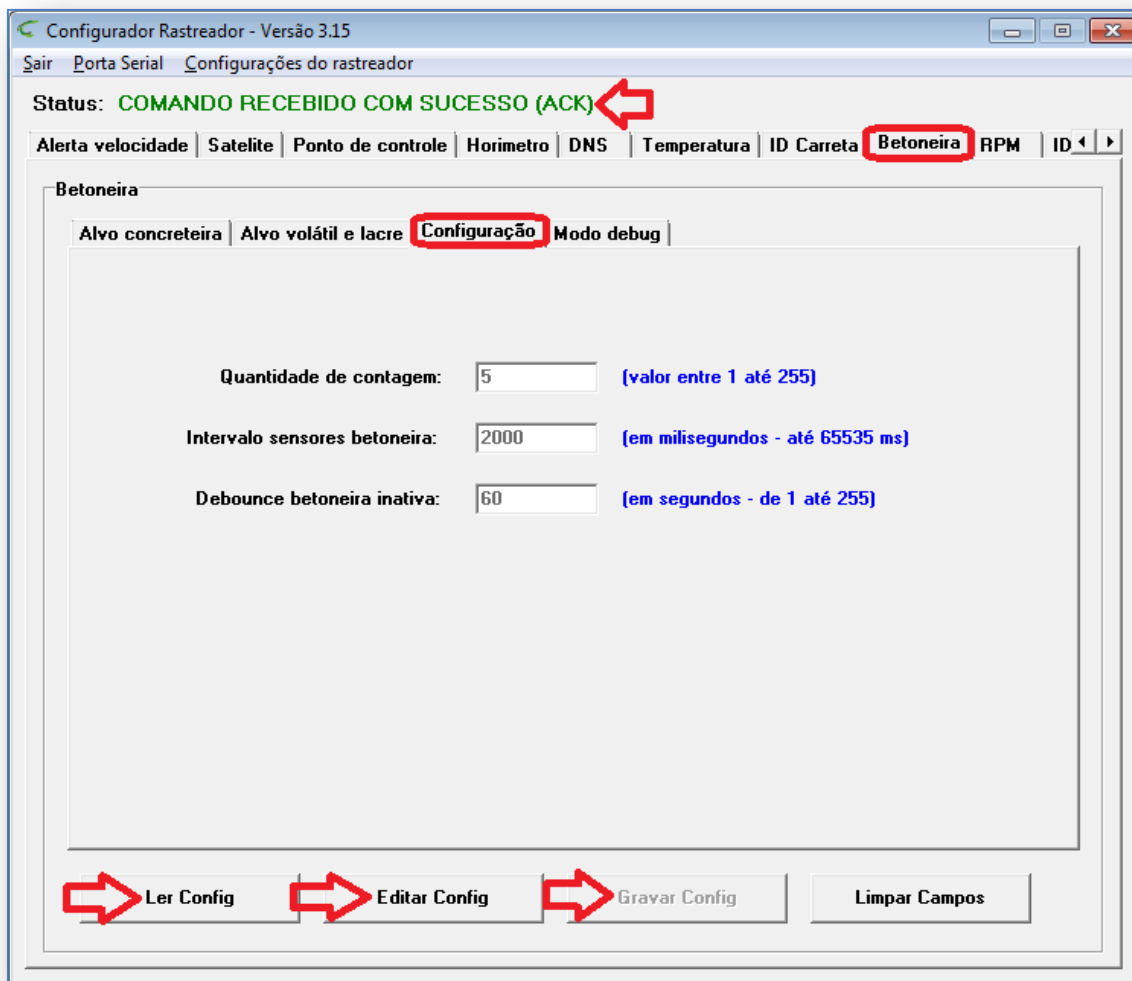 Configurador Rastreador - Versão 3.15
Sair Porta Serial Configurações do rastreador
Status: COMANDO RECEBIDO COM SUCESSO (ACK)
Alerta velocidade Satelite Ponto de controle Horimetro DNS Temperatura ID Carreta Betoneira RPM ID
Betoneira
Alvo concreteira Alvo volátil e lacre Configuração Modo debug
Quantidade de contagem: 5 (valor entre 1 até 255)
Intervalo sensores betoneira: 2000 (em milisegundos - até 65535 ms)
Debounce betoneira inativa: 60 (em segundos - de 1 até 255)
Ler Config Editar Config Gravar Config Limpar Campos